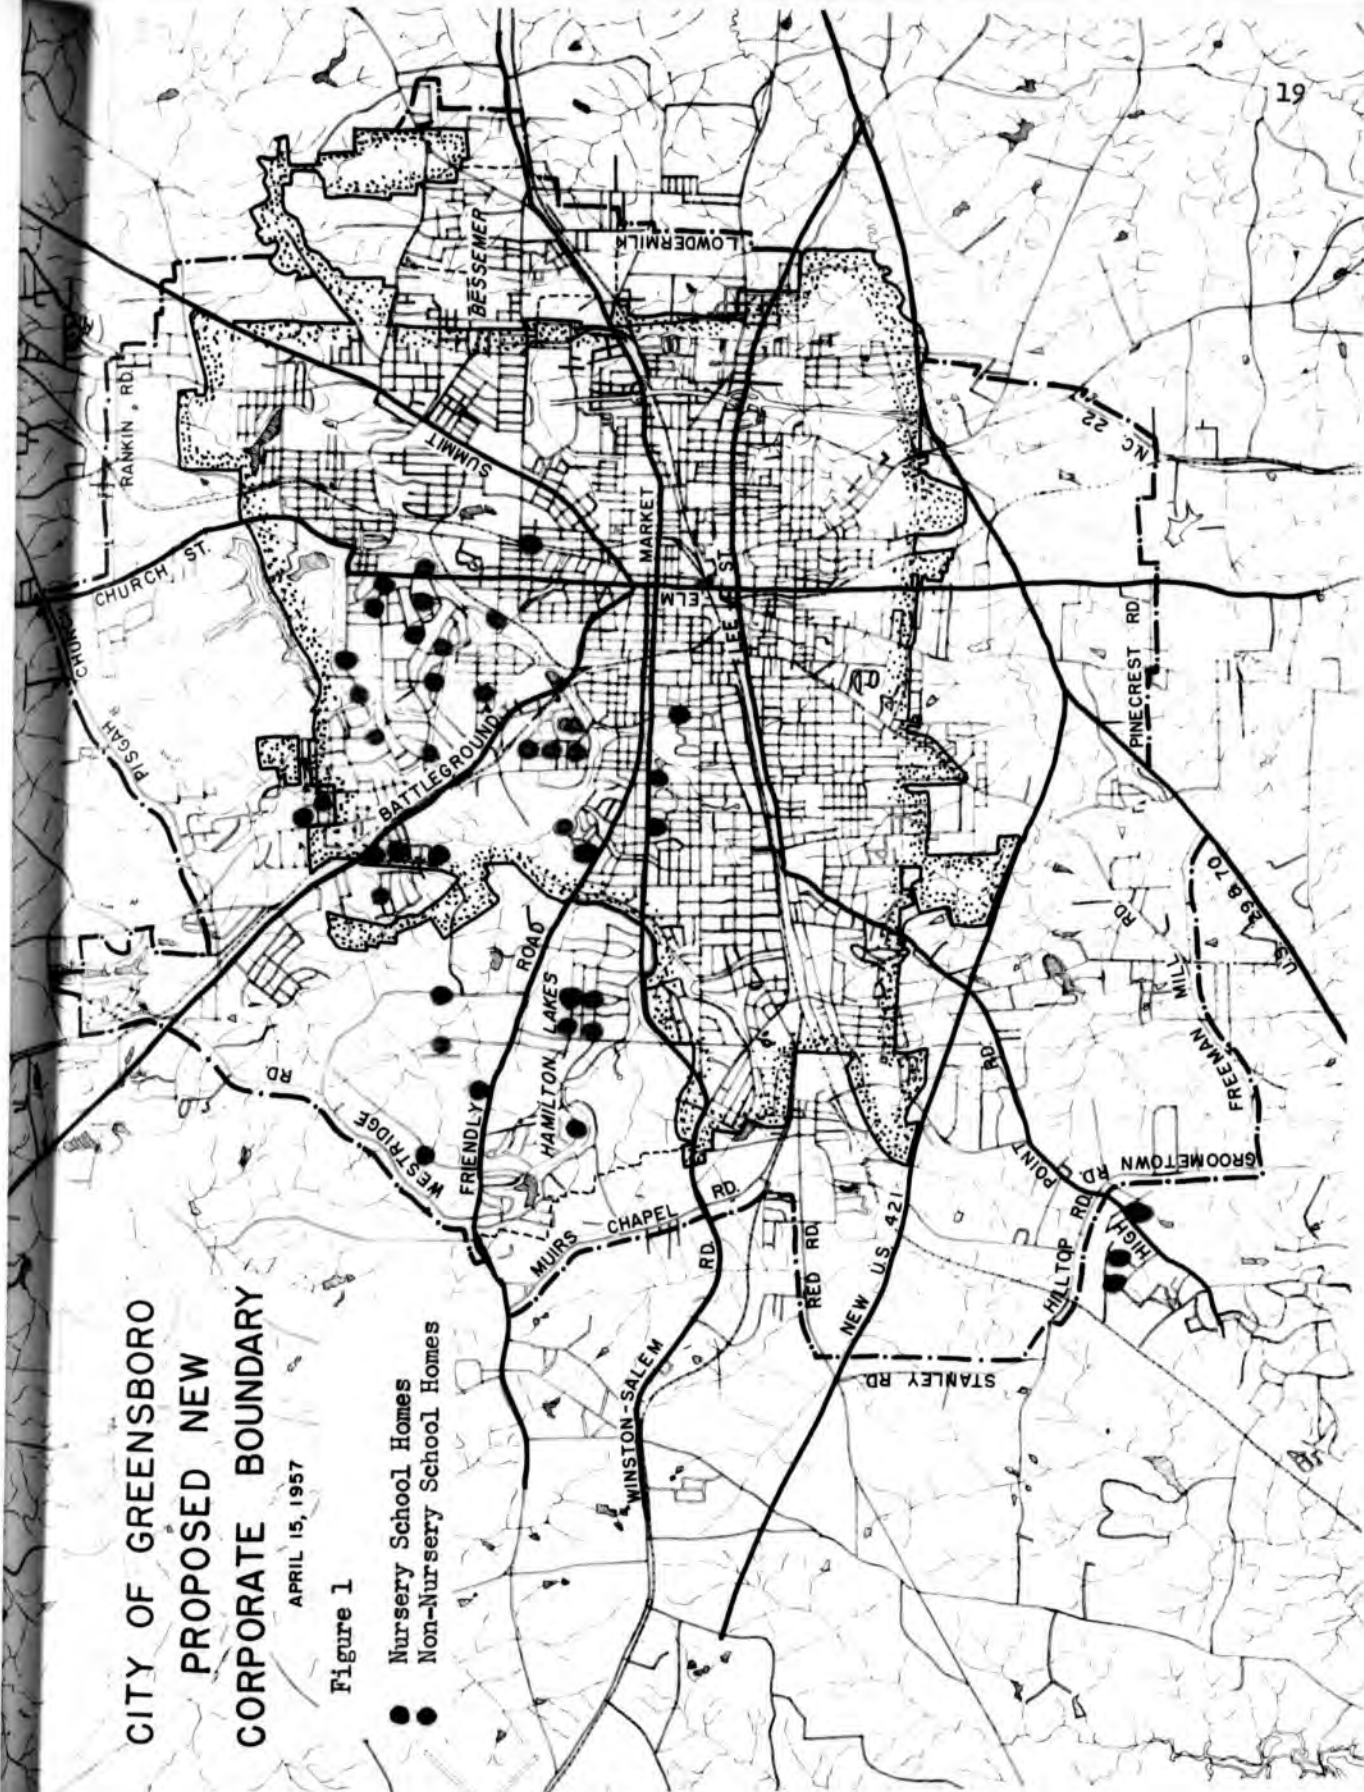 19
CITY OF GREENSBORO
PROPOSED NEW
CORPORATE BOUNDARY
APRIL 15, 1957
Figure 1
Nursery School Homes
Non-Nursery School Homes
RANKIN RD.
CHURCH ST.
CHURCH
PISGAH
SUMMIT
BESSEMER
LOWDERMILK
MARKET
ELM
LEE ST
BATTLEGROUND
FRIENDLY ROAD
HAMILTON LAKES
WESTRIDGE RD.
MUIRS CHAPEL RD.
WINSTON-SALEM RD.
RED RD.
NEW U.S. 421
STANLEY RD.
HILLTOP RD.
HIGH POINT RD.
GROOMETOWN RD.
FREEMAN MILL RD.
U.S. 29 & 70
PINECREST RD.
N.C. 22